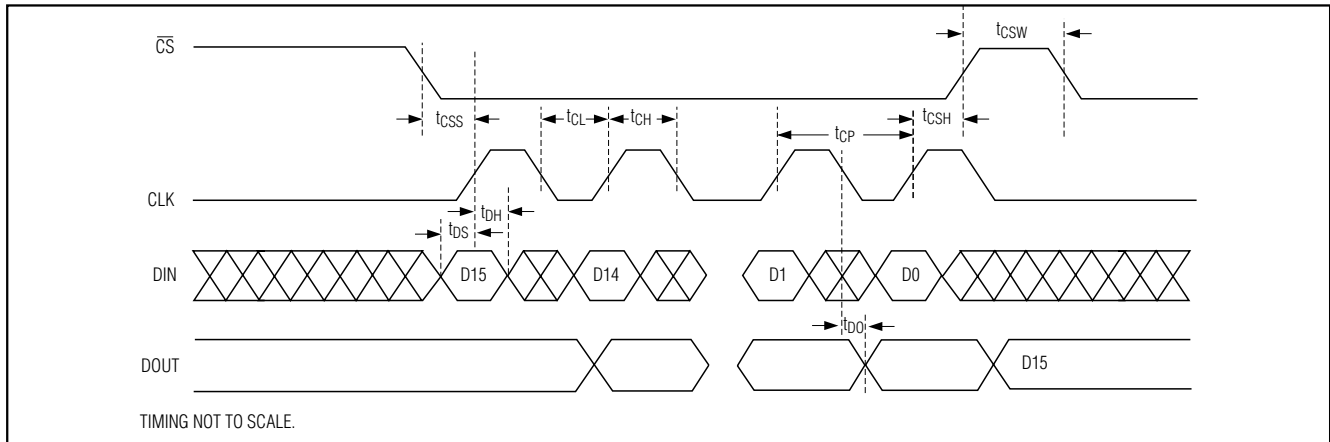 CS
tCSW
tCSS
tCL
tCH
tCP
tCSH
CLK
tDH
tDS
DIN
D15
D14
D1
D0
tDO
DOUT
D15
TIMING NOT TO SCALE.